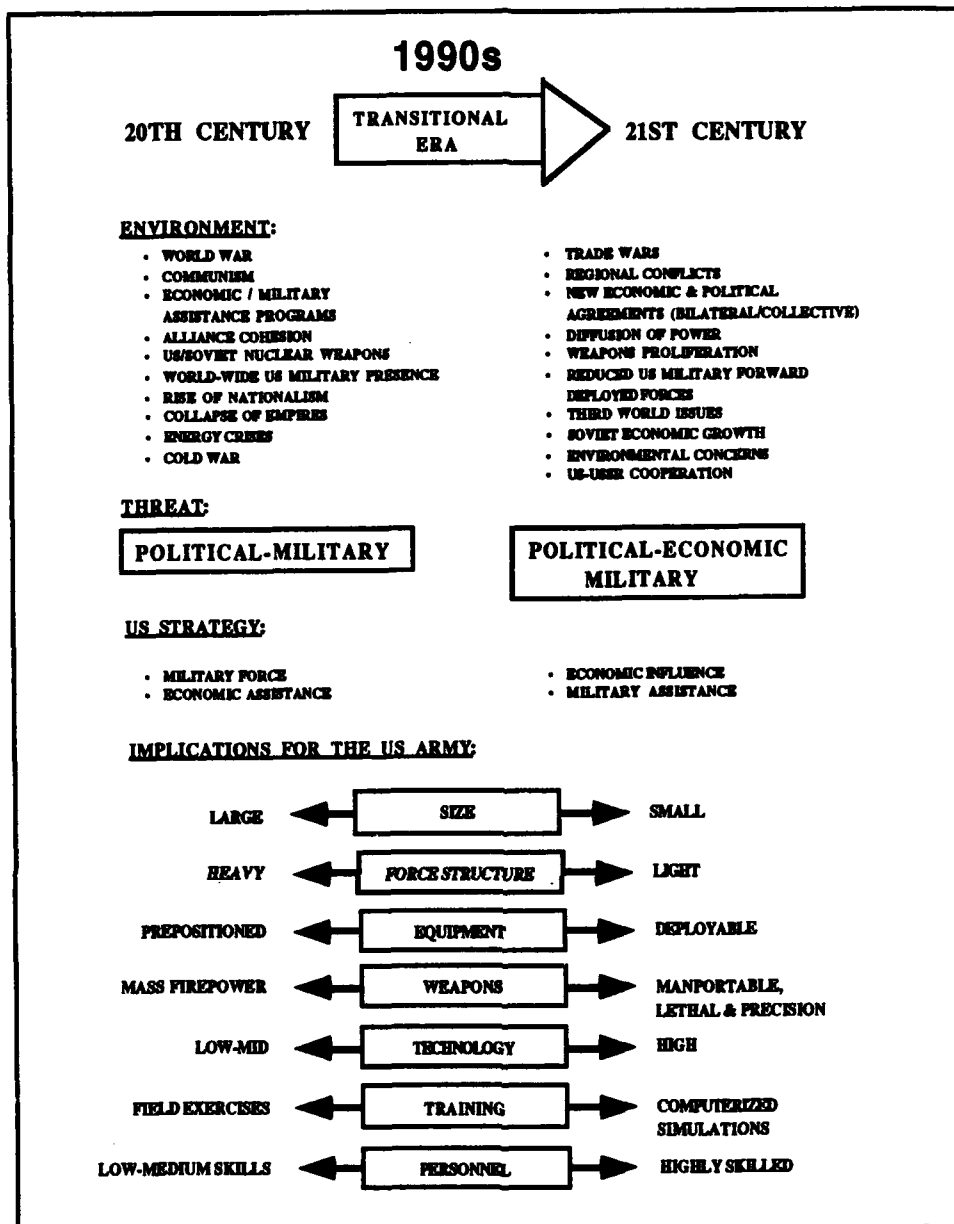 1990s
20TH CENTURY
TRANSITIONAL
ERA
21ST CENTURY
ENVIRONMENT:
• WORLD WAR
• COMMUNISM
• ECONOMIC / MILITARY
ASSISTANCE PROGRAMS
• ALLIANCE COHESION
• US/SOVIET NUCLEAR WEAPONS
• WORLD-WIDE US MILITARY PRESENCE
• RISE OF NATIONALISM
• COLLAPSE OF EMPIRES
• ENERGY CRISES
• COLD WAR
• TRADE WARS
• REGIONAL CONFLICTS
• NEW ECONOMIC & POLITICAL
AGREEMENTS (BILATERAL/COLLECTIVE)
• DIFFUSION OF POWER
• WEAPONS PROLIFERATION
• REDUCED US MILITARY FORWARD
DEPLOYED FORCES
• THIRD WORLD ISSUES
• SOVIET ECONOMIC GROWTH
• ENVIRONMENTAL CONCERNS
• US-USSR COOPERATION
THREAT:
POLITICAL-MILITARY
POLITICAL-ECONOMIC
MILITARY
US STRATEGY:
• MILITARY FORCE
• ECONOMIC ASSISTANCE
• ECONOMIC INFLUENCE
• MILITARY ASSISTANCE
IMPLICATIONS FOR THE US ARMY:
LARGE SIZE SMALL
HEAVY FORCE STRUCTURE LIGHT
PREPOSITIONED EQUIPMENT DEPLOYABLE
MASS FIREPOWER WEAPONS MANPORTABLE,
LETHAL & PRECISION
LOW-MID TECHNOLOGY HIGH
FIELD EXERCISES TRAINING COMPUTERIZED
SIMULATIONS
LOW-MEDIUM SKILLS PERSONNEL HIGHLY SKILLED